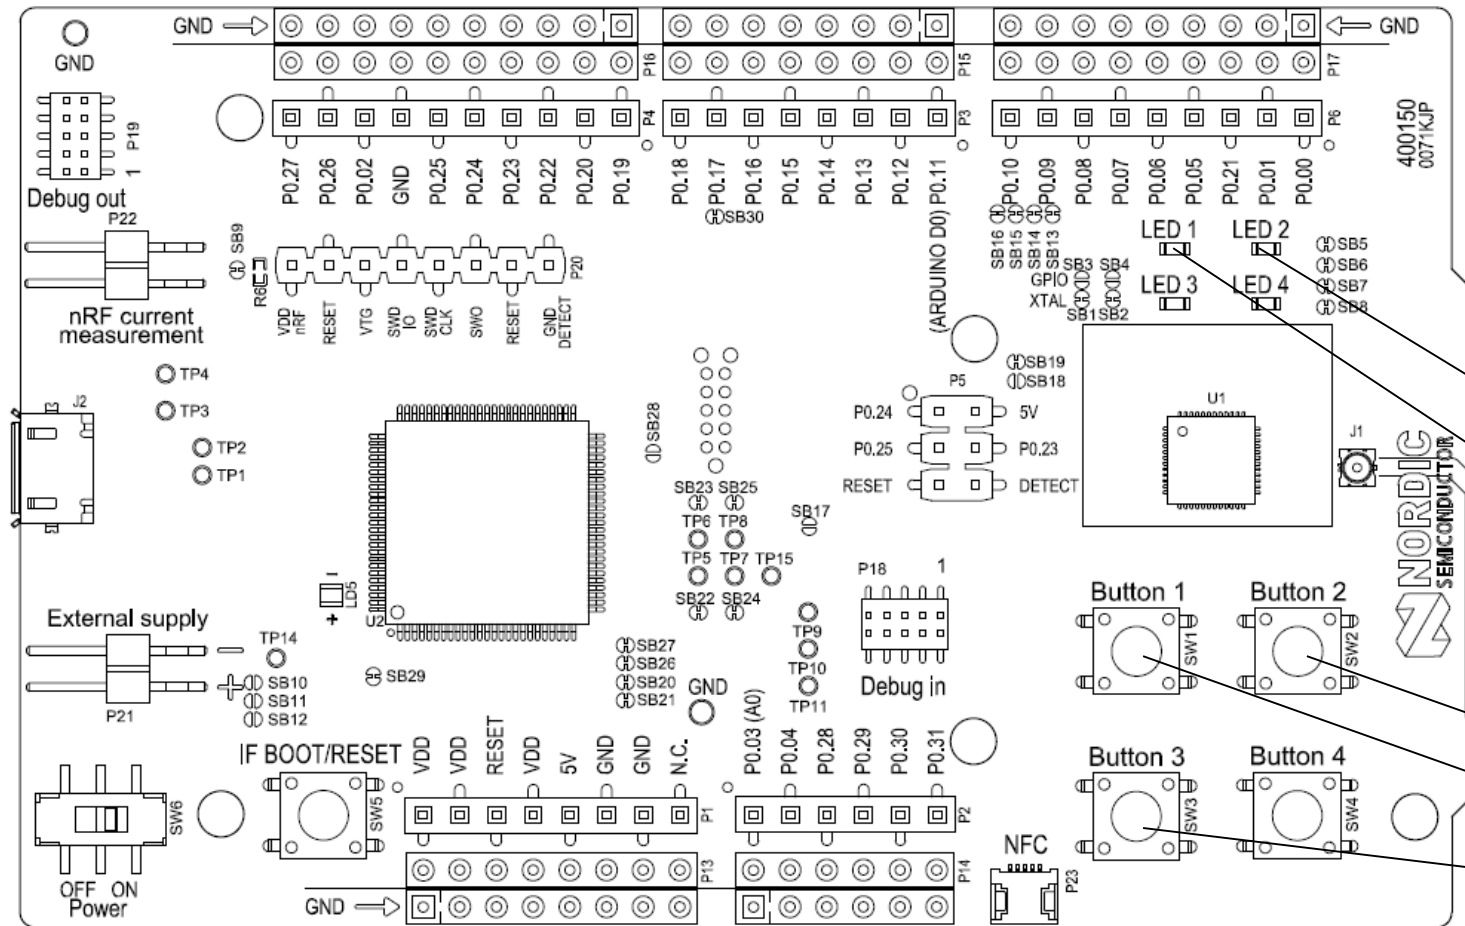 GND
GND
GND
P16
P15
P17
P19
1
P4
P3
P6
400150
0071KJP
Debug out
P0.27
P0.26
P0.02
GND
P0.25
P0.24
P0.23
P0.22
P0.20
P0.19
P0.18
P0.17
P0.16
P0.15
P0.14
P0.13
P0.12
P0.11
(ARDUINO D0)
P0.10
P0.09
P0.08
P0.07
P0.06
P0.05
P0.21
P0.01
P0.00
P22
SB9
SB30
SB16
SB15
SB14
SB13
LED 1
LED 2
SB3
SB4
GPIO
XTAL
SB1
SB2
LED 3
LED 4
SB5
SB6
SB7
SB8
R6
P20
nRF current
measurement
VDD
nRF
RESET
VTG
SWD
IO
SWD
CLK
SWO
RESET
GND
DETECT
TP4
TP3
TP2
TP1
J2
SB28
SB19
SB18
P5
P0.24
5V
P0.25
P0.23
RESET
DETECT
U1
J1
NORDIC
SEMICONDUCTOR
SB23
SB25
TP6
TP8
TP5
TP7
TP15
SB22
SB24
SB17
P18
1
LD5
+
U2
TP9
TP10
TP11
Debug in
Button 1
Button 2
SW1
SW2
External supply
TP14
P21
SB10
SB11
SB12
SB29
SB27
SB26
SB20
SB21
GND
IF BOOT/RESET
VDD
VDD
RESET
VDD
5V
GND
GND
N.C.
P0.03 (A0)
P0.04
P0.28
P0.29
P0.30
P0.31
Button 3
Button 4
SW6
SW5
P1
P2
SW3
SW4
OFF ON
Power
P13
P14
NFC
P23
GND